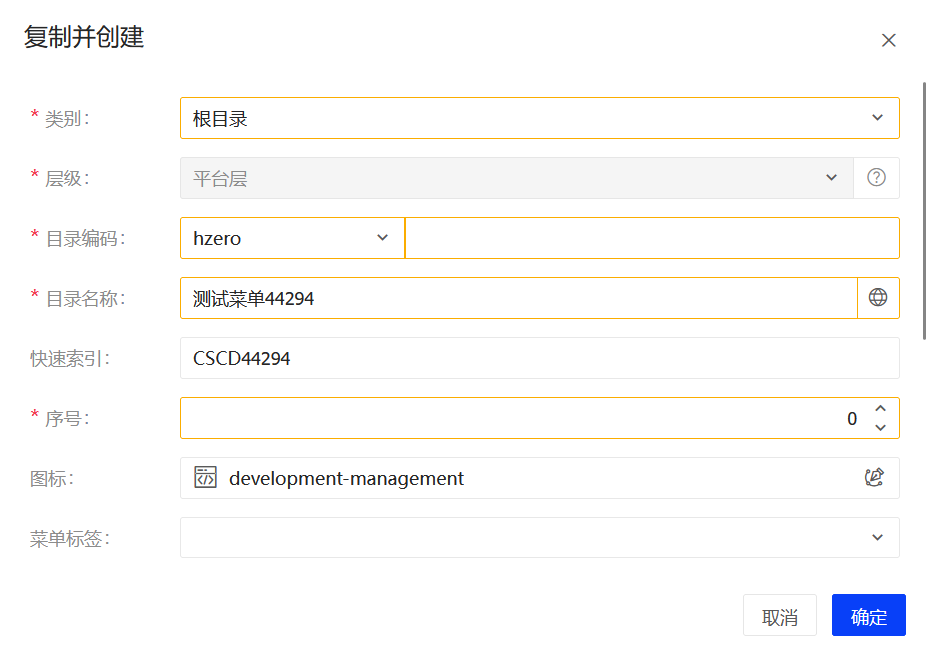 复制并创建
* 类别: 根目录
* 层级: 平台层
* 目录编码: hzero
* 目录名称: 测试菜单44294
快速索引: CSCD44294
* 序号: 0
图标: development-management
菜单标签:
取消 确定